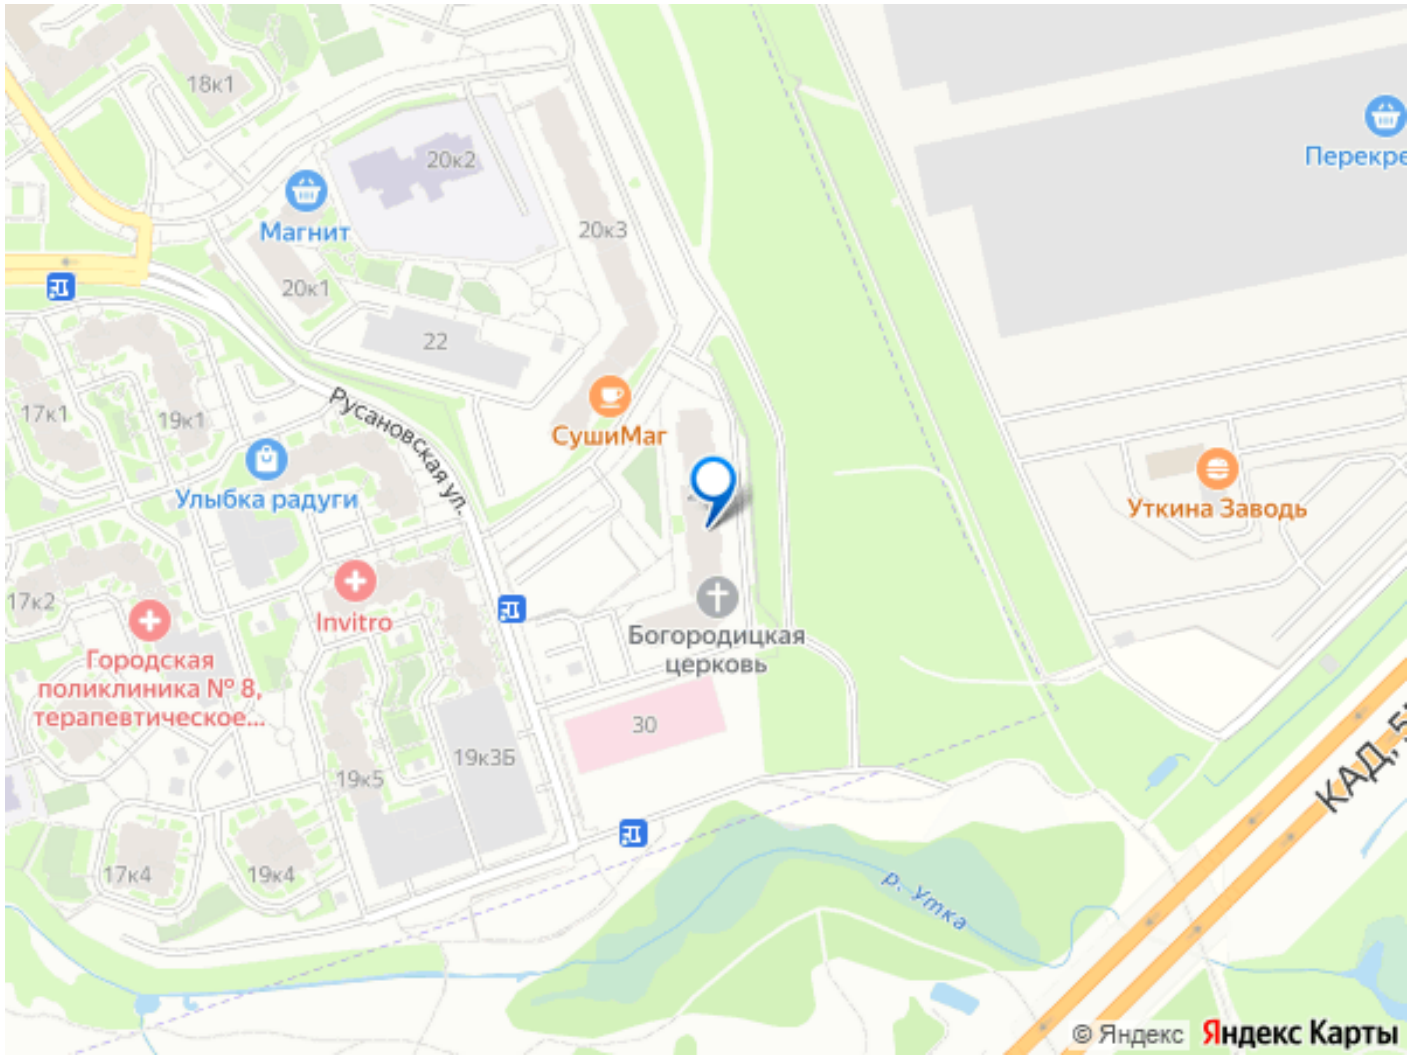 18к1
20к2
Перекре
Магнит
20к3
20к1
22
17к1
19к1
Русановская ул.
СушиМаг
Улыбка радуги
Уткина Заводь
17к2
Invitro
Богородицкая
церковь
Городская
поликлиника № 8,
терапевтическое...
30
19к3Б
19к5
КАД, 5
17к4
19к4
р. Утка
© Яндекс Яндекс Карты